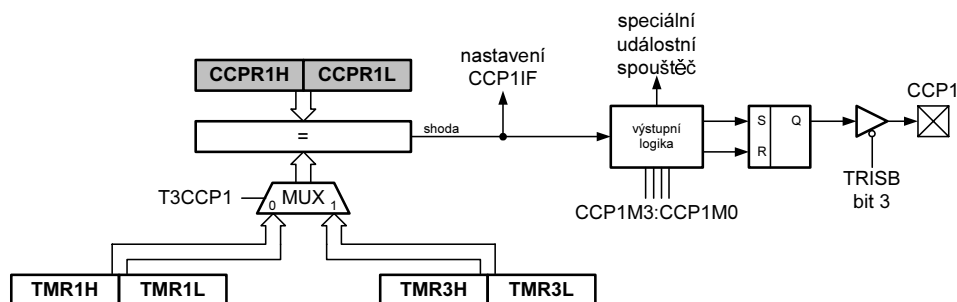 speciální
událostní
spouštěč
nastavení
CCP1IF
CCPR1H CCPR1L
CCP1
=
shoda
výstupní
logika
S Q
R
T3CCP1
MUX
0 1
CCP1M3:CCP1M0
TRISB
bit 3
TMR1H TMR1L
TMR3H TMR3L